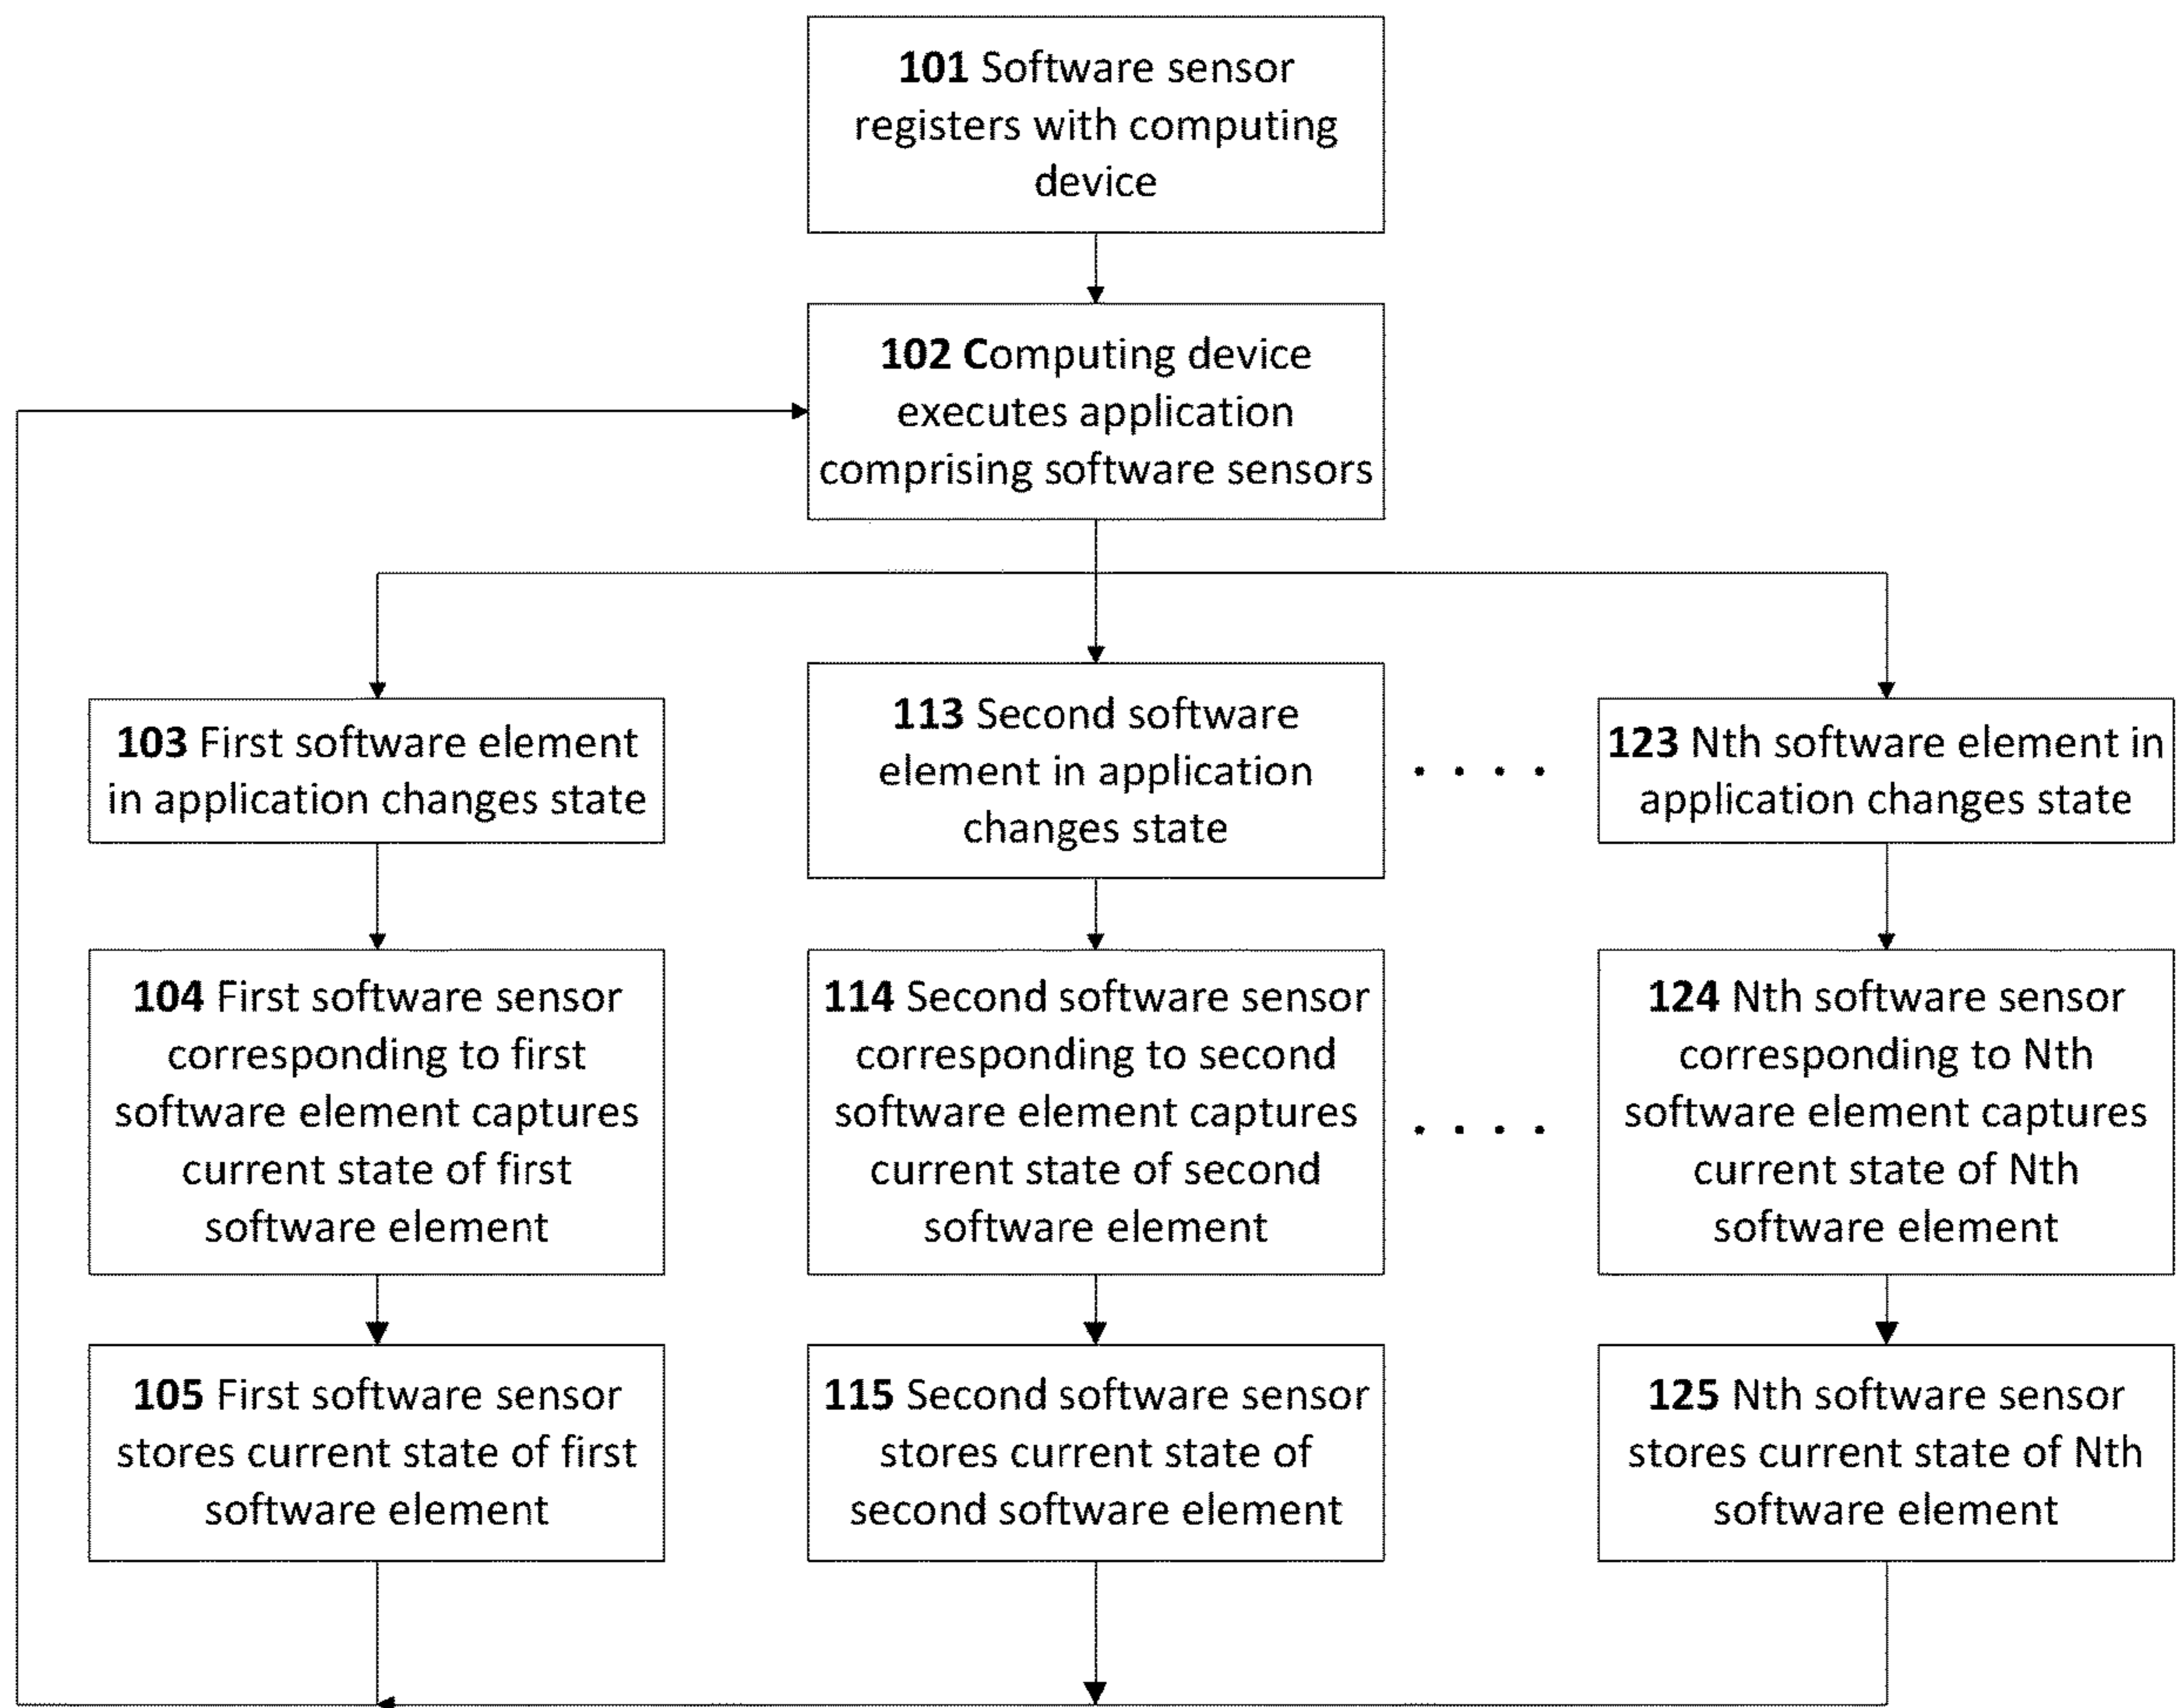 101 Software sensor
registers with computing
device
102 Computing device
executes application
comprising software sensors
103 First software element
in application changes state
113 Second software
element in application
changes state
. . . .
123 Nth software element in
application changes state
104 First software sensor
corresponding to first
software element captures
current state of first
software element
114 Second software sensor
corresponding to second
software element captures
current state of second
software element
. . . .
124 Nth software sensor
corresponding to Nth
software element captures
current state of Nth
software element
105 First software sensor
stores current state of first
software element
115 Second software sensor
stores current state of
second software element
125 Nth software sensor
stores current state of Nth
software element